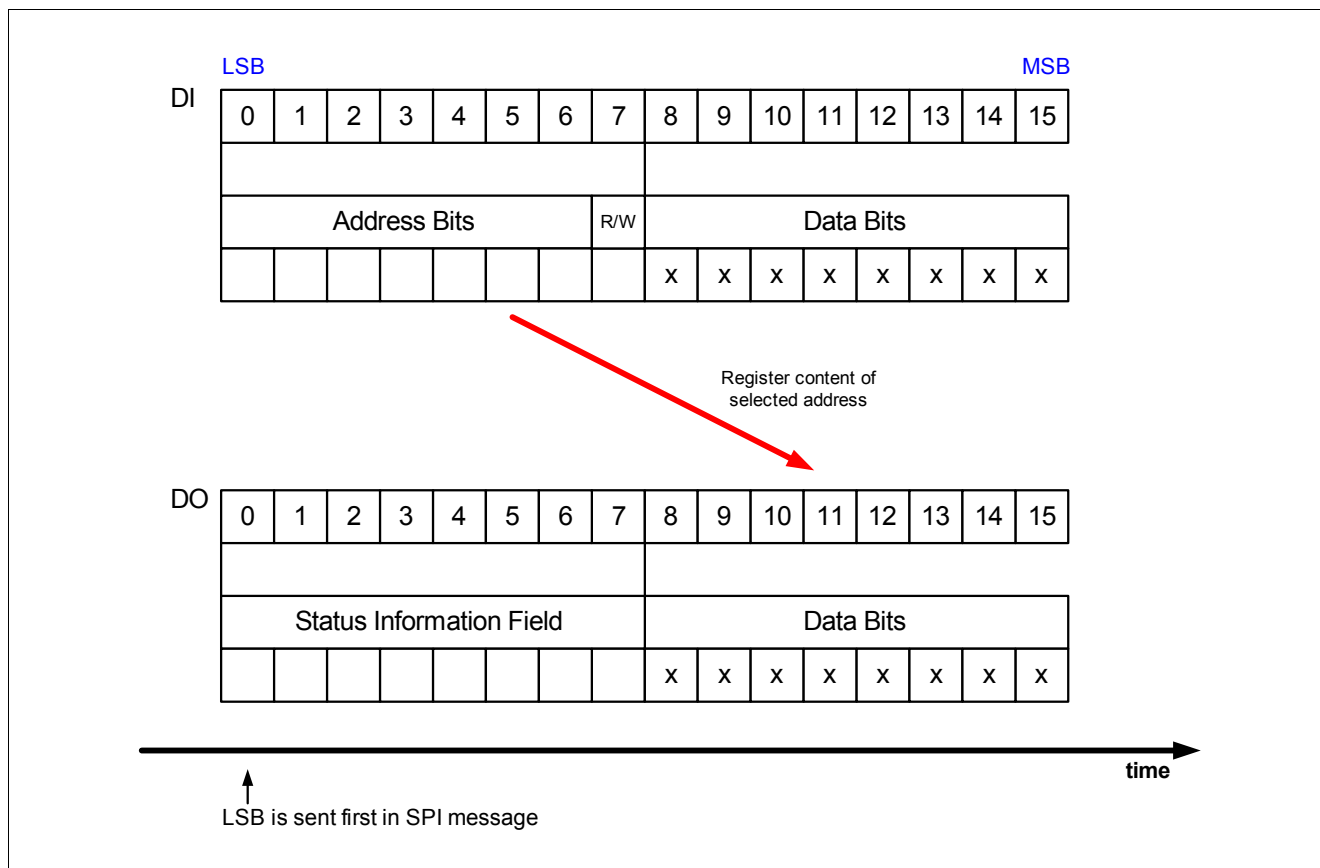 LSB MSB
DI 0 1 2 3 4 5 6 7 8 9 10 11 12 13 14 15
Address Bits R/W Data Bits
x x x x x x x x
Register content of
selected address
DO 0 1 2 3 4 5 6 7 8 9 10 11 12 13 14 15
Status Information Field Data Bits
x x x x x x x x
time
LSB is sent first in SPI message